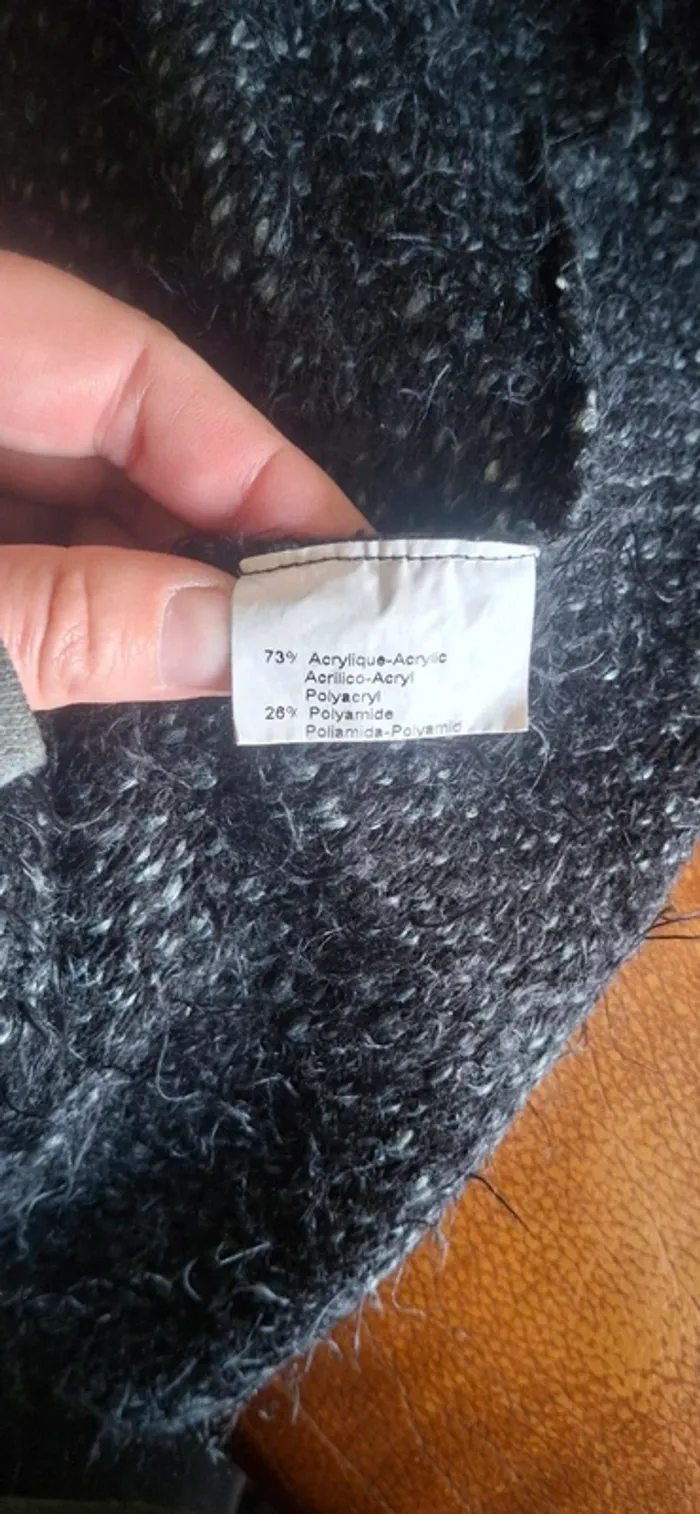 73% Acrylique-Acrylic
Acrilico-Acryl
Polyacryl
26% Polyamide
Poliamida-Polyamid